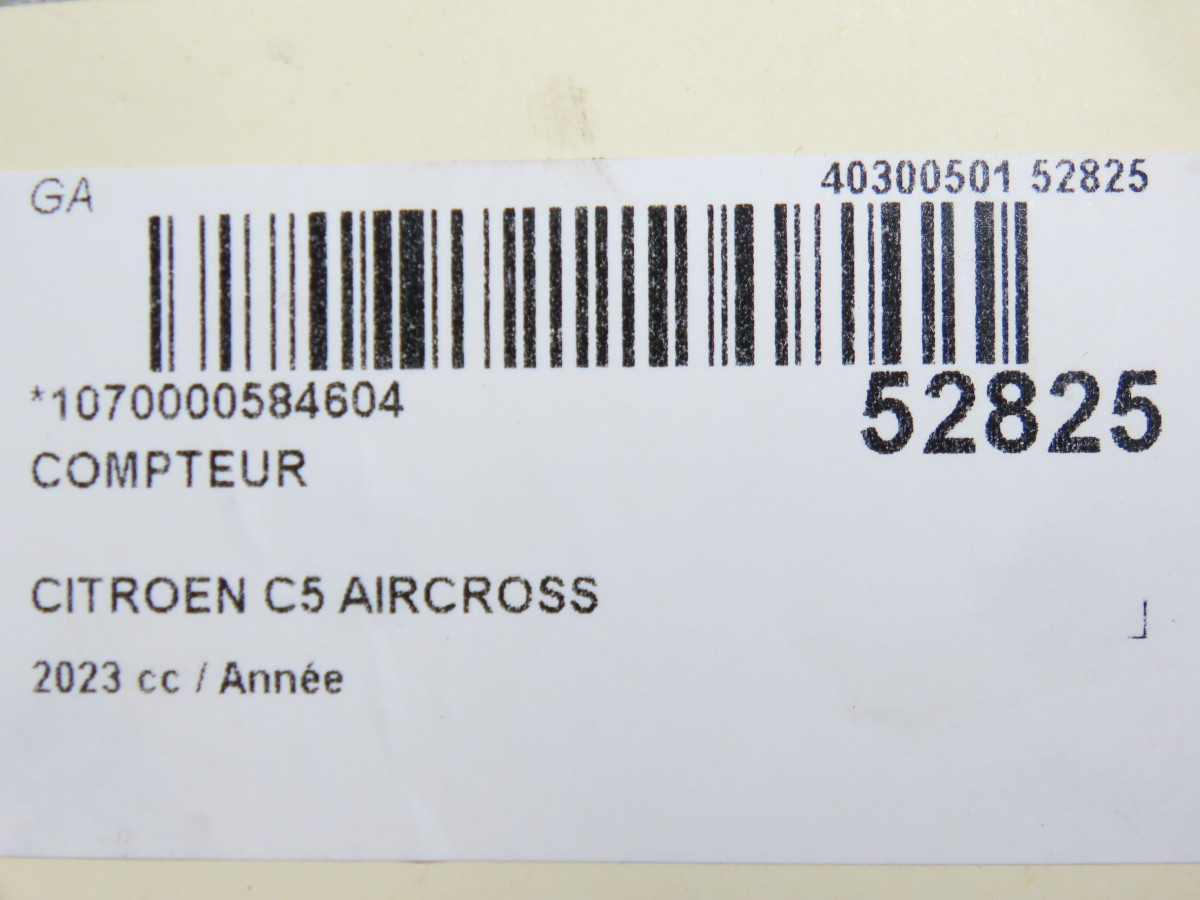 GA
40300501 52825
*1070000584604
52825
COMPTEUR
CITROEN C5 AIRCROSS
2023 cc / Année